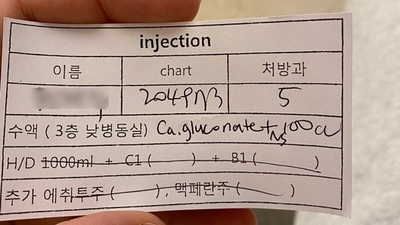 injection
이름 chart 처방과
5
수액 ( 3층 낮병동실) Ca. gluconate + NS 100cc
H/D 1000ml + C1 ( ) + B1 ( )
추가 에취투주 ( ), 맥페란주 ( )